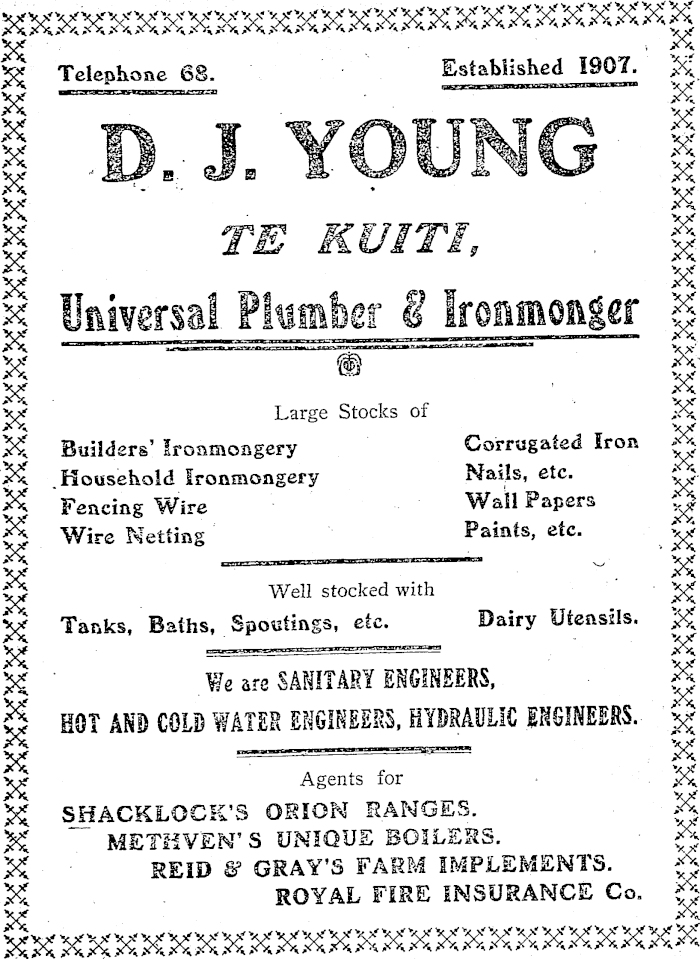 Telephone 68.
Established 1907.
D. J. YOUNG
TE KUITI,
Universal Plumber & Ironmonger
Large Stocks of
Builders' Ironmongery
Household Ironmongery
Fencing Wire
Wire Netting
Corrugated Iron
Nails, etc.
Wall Papers
Paints, etc.
Well stocked with
Tanks, Baths, Spoutings, etc.
Dairy Utensils.
We are SANITARY ENGINEERS,
HOT AND COLD WATER ENGINEERS, HYDRAULIC ENGINEERS.
Agents for
SHACKLOCK'S ORION RANGES.
METHVEN'S UNIQUE BOILERS.
REID & GRAY'S FARM IMPLEMENTS.
ROYAL FIRE INSURANCE Co.